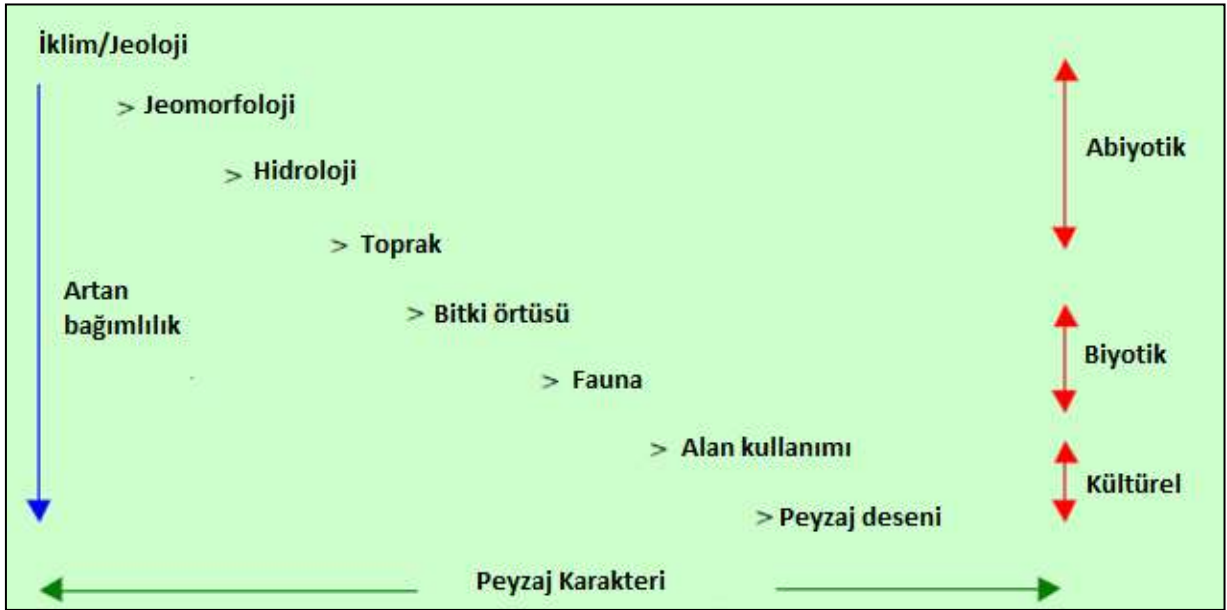 İklim/Jeoloji
> Jeomorfoloji
Abiyotik
> Hidroloji
> Toprak
Artan
bağımlılık
> Bitki örtüsü
Biyotik
> Fauna
> Alan kullanımı
Kültürel
> Peyzaj deseni
Peyzaj Karakteri